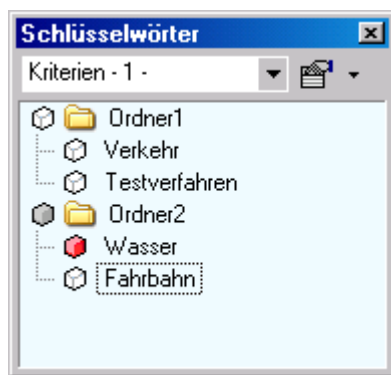 Schlüsselwörter
Kriterien - 1 -
Ordner1
Verkehr
Testverfahren
Ordner2
Wasser
Fahrbahn